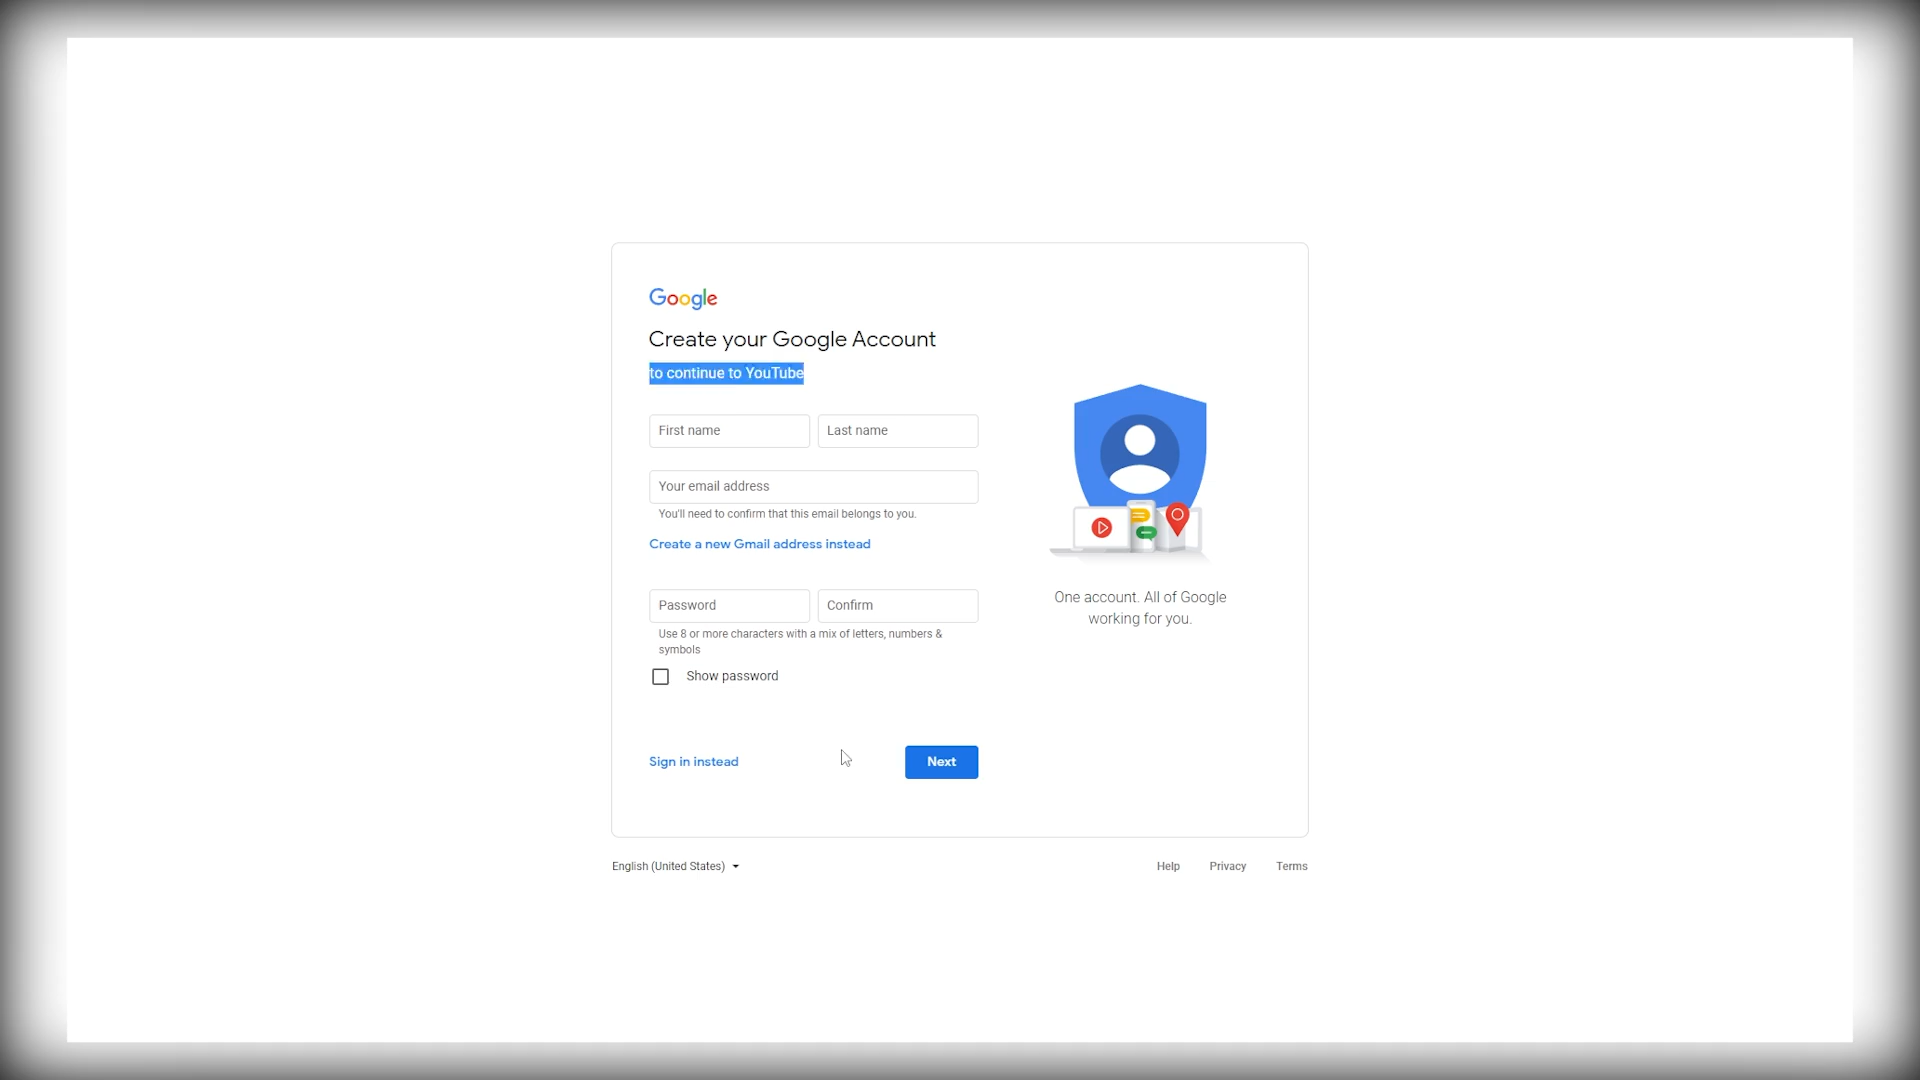 Google
Create your Google Account
to continue to YouTube
First name
Last name
Your email address
You'll need to confirm that this email belongs to you.
Create a new Gmail address instead
Password
Confirm
Use 8 or more characters with a mix of letters, numbers &
symbols
Show password
Sign in instead
Next
One account. All of Google
working for you.
English (United States)
Help
Privacy
Terms